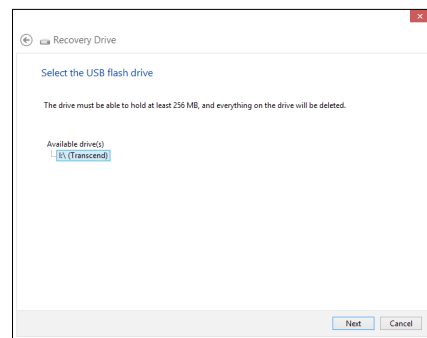 Recovery Drive
Select the USB flash drive
The drive must be able to hold at least 256 MB, and everything on the drive will be deleted.
Available drive(s)
I:\ (Transcend)
Next Cancel